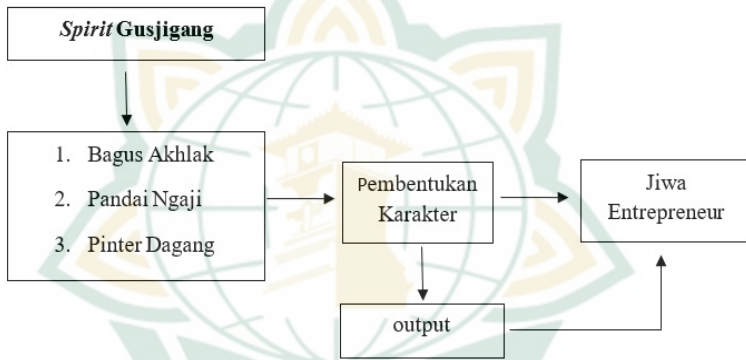 Spirit Gusjigang
1. Bagus Akhlak
2. Pandai Ngaji
3. Pinter Dagang
Pembentukan
Karakter
Jiwa
Entrepreneur
output